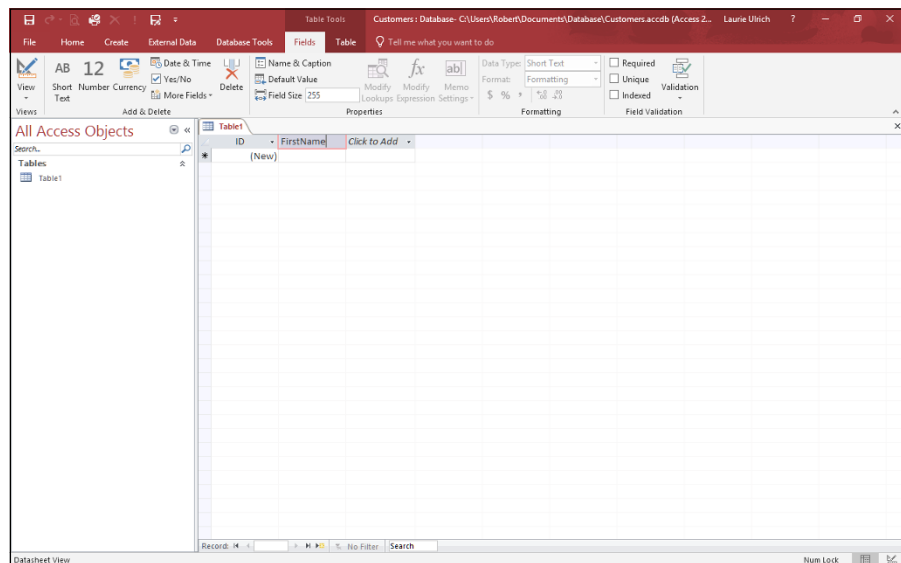 Table Tools Customers : Database- C:\Users\Robert\Documents\Database\Customers.accdb (Access 2... Laurie Ulrich ?
File Home Create External Data Database Tools Fields Table Tell me what you want to do
View
AB Short Text
12 Number
Currency
Date & Time
Yes/No
More Fields
Delete
Name & Caption
Default Value
Field Size 255
Modify Lookups
fx Modify Expression
ab| Memo Settings
Data Type: Short Text
Format: Formatting
$ % ,
Required
Unique
Indexed
Validation
Views Add & Delete Properties Formatting Field Validation
All Access Objects
Search...
Tables
Table1
Table1
ID FirstName Click to Add
* (New)
Record: No Filter Search
Datasheet View Num Lock